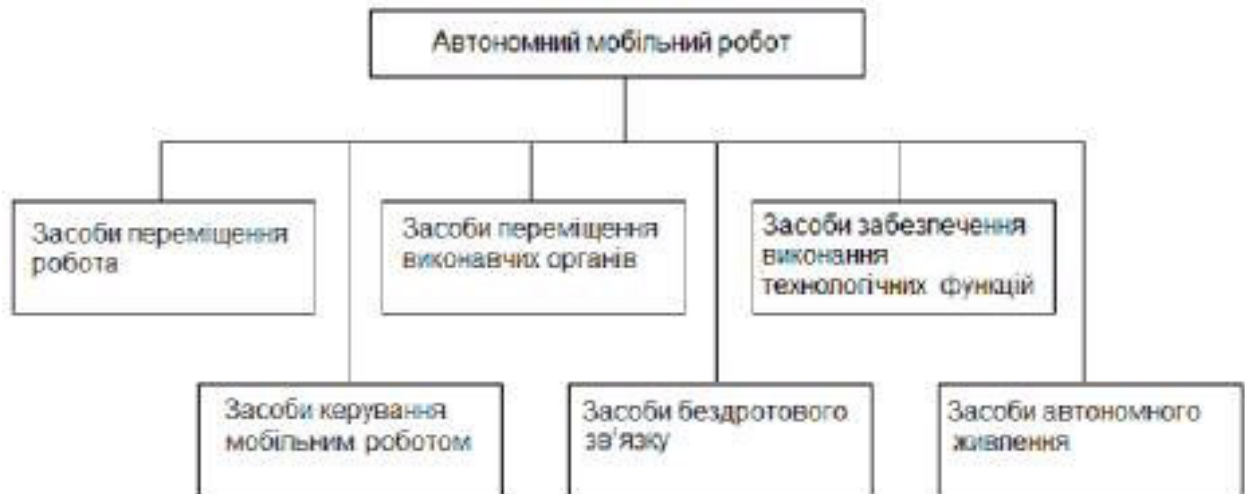 Автономний мобільний робот
Засоби переміщення
робота
Засоби переміщення
виконавчих органів
Засоби забезпечення
виконання
технологічних функцій
Засоби керування
мобільним роботом
Засоби бездротового
зв'язку
Засоби автономного
живлення